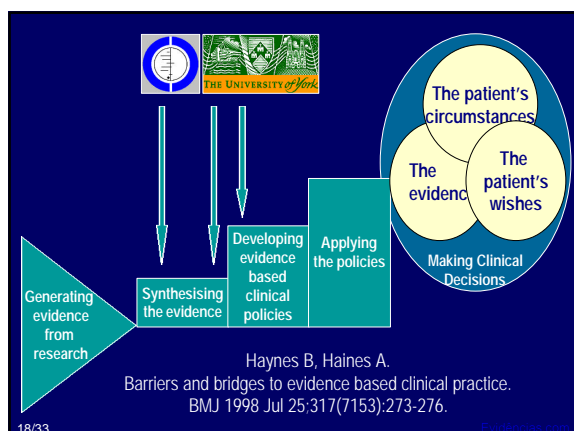 THE UNIVERSITY of York
The patient's
circumstances
The
evidenc
The
patient's
wishes
Making Clinical
Decisions
Applying
the policies
Developing
evidence
based
clinical
policies
Synthesising
the evidence
Generating
evidence
from
research
Haynes B, Haines A.
Barriers and bridges to evidence based clinical practice.
BMJ 1998 Jul 25;317(7153):273-276.
18/33